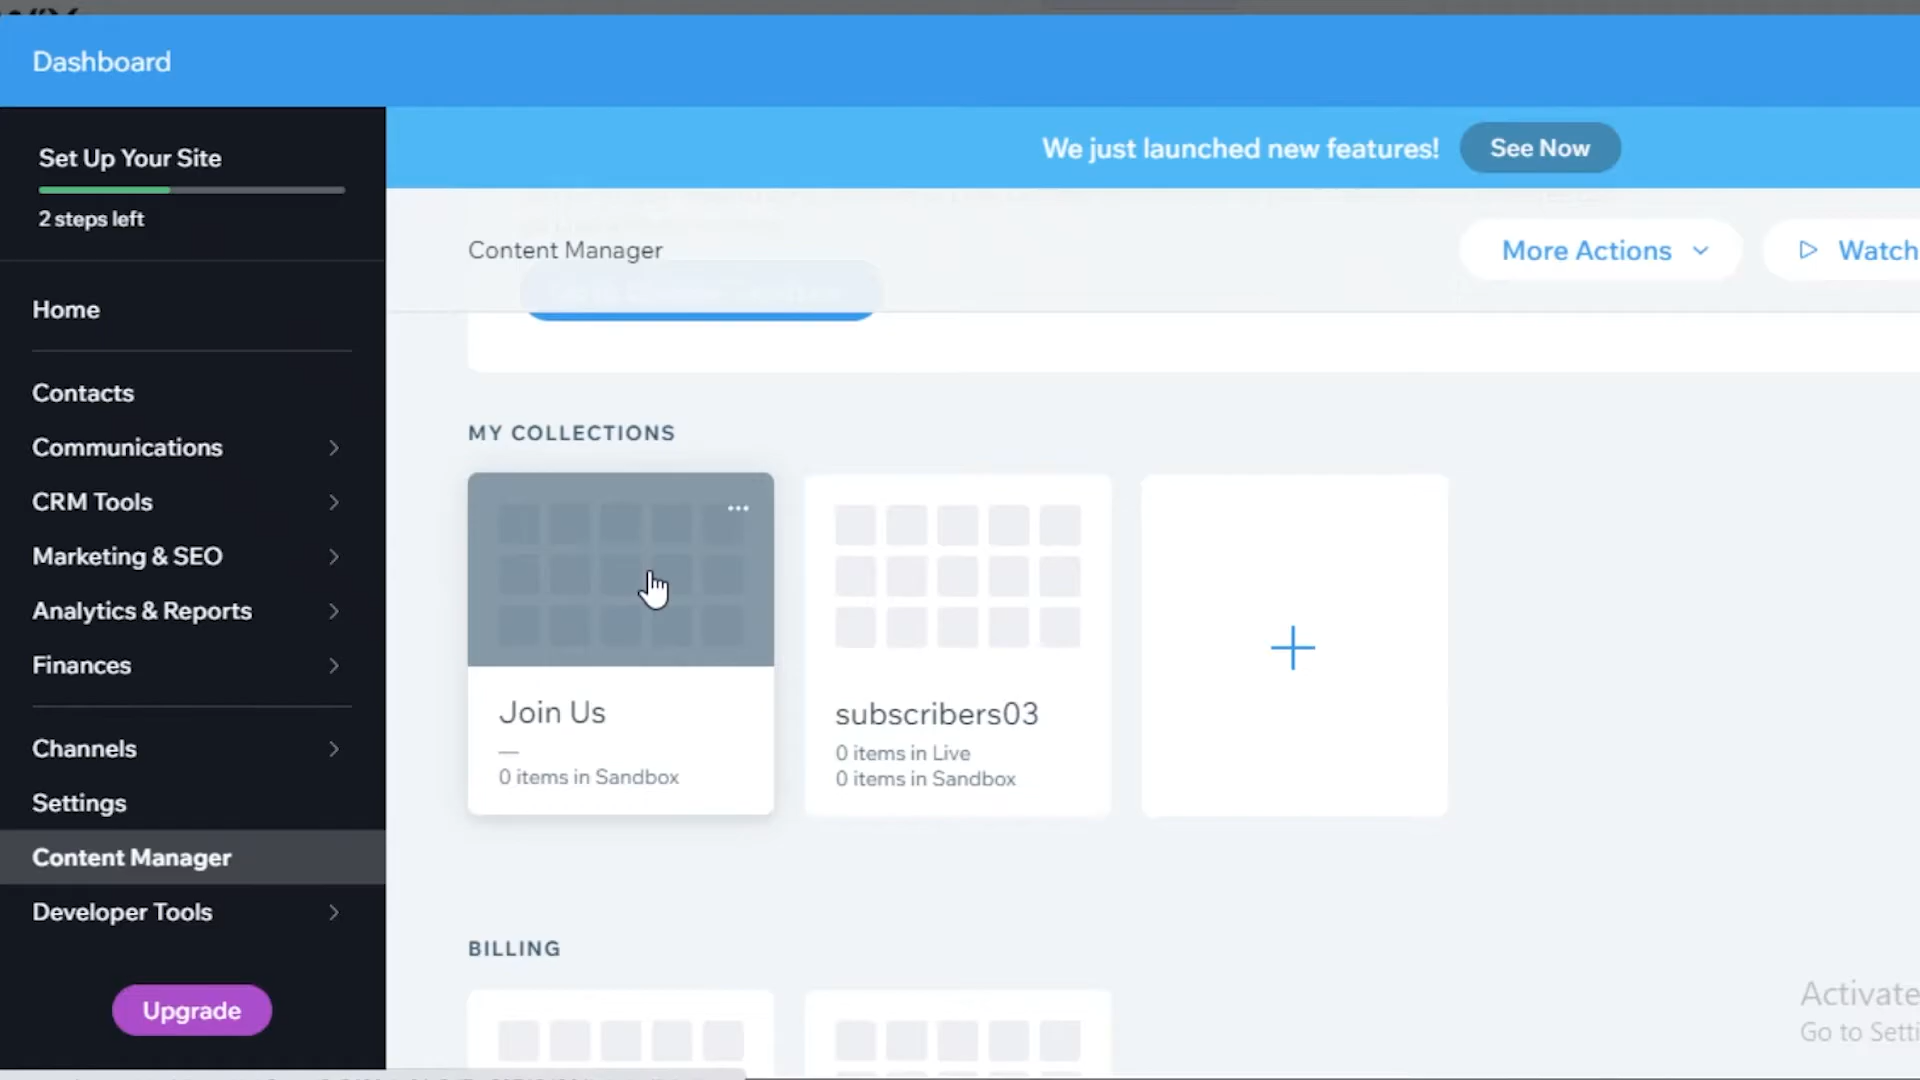 Dashboard
We just launched new features! See Now
Set Up Your Site
2 steps left
Content Manager
More Actions
Watch
Home
Contacts
Communications
CRM Tools
Marketing & SEO
Analytics & Reports
Finances
Channels
Settings
Content Manager
Developer Tools
Upgrade
MY COLLECTIONS
Join Us
—
0 items in Sandbox
subscribers03
0 items in Live
0 items in Sandbox
BILLING
Activate
Go to Setti